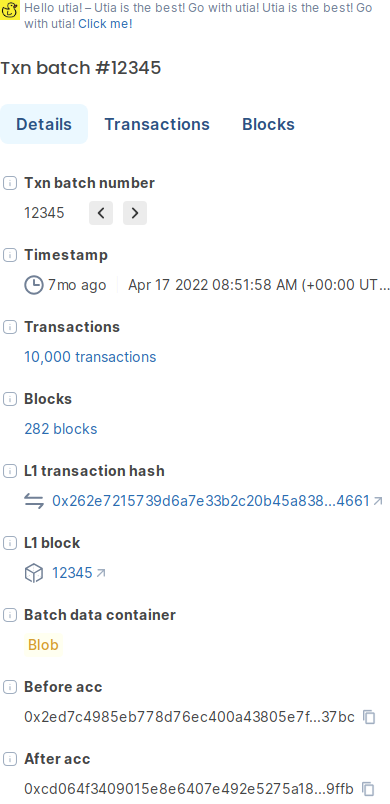 Hello utia! – Utia is the best! Go with utia! Utia is the best! Go
with utia! Click me!
Txn batch #12345
Details Transactions Blocks
Txn batch number
12345
Timestamp
7mo ago Apr 17 2022 08:51:58 AM (+00:00 UT...
Transactions
10,000 transactions
Blocks
282 blocks
L1 transaction hash
0x262e7215739d6a7e33b2c20b45a838...4661
L1 block
12345
Batch data container
Blob
Before acc
0x2ed7c4985eb778d76ec400a43805e7f...37bc
After acc
0xcd064f3409015e8e6407e492e5275a18...9ffb